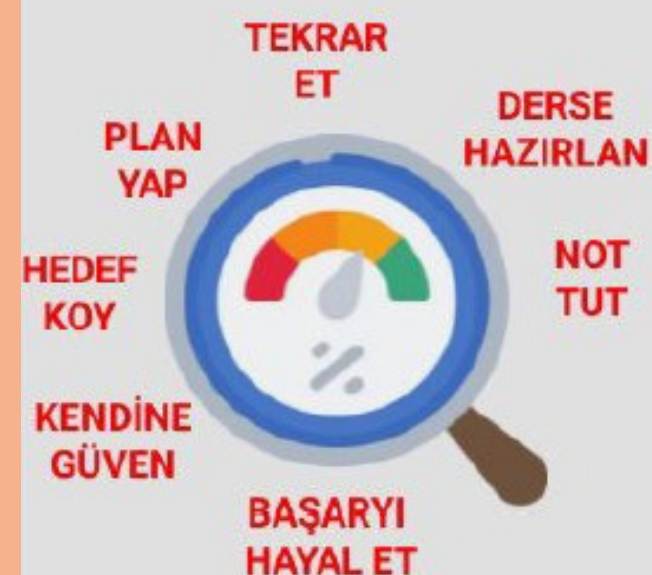 TEKRAR
ET
DERSE
HAZIRLAN
PLAN
YAP
NOT
TUT
HEDEF
KOY
KENDİNE
GÜVEN
BAŞARYI
HAYAL ET